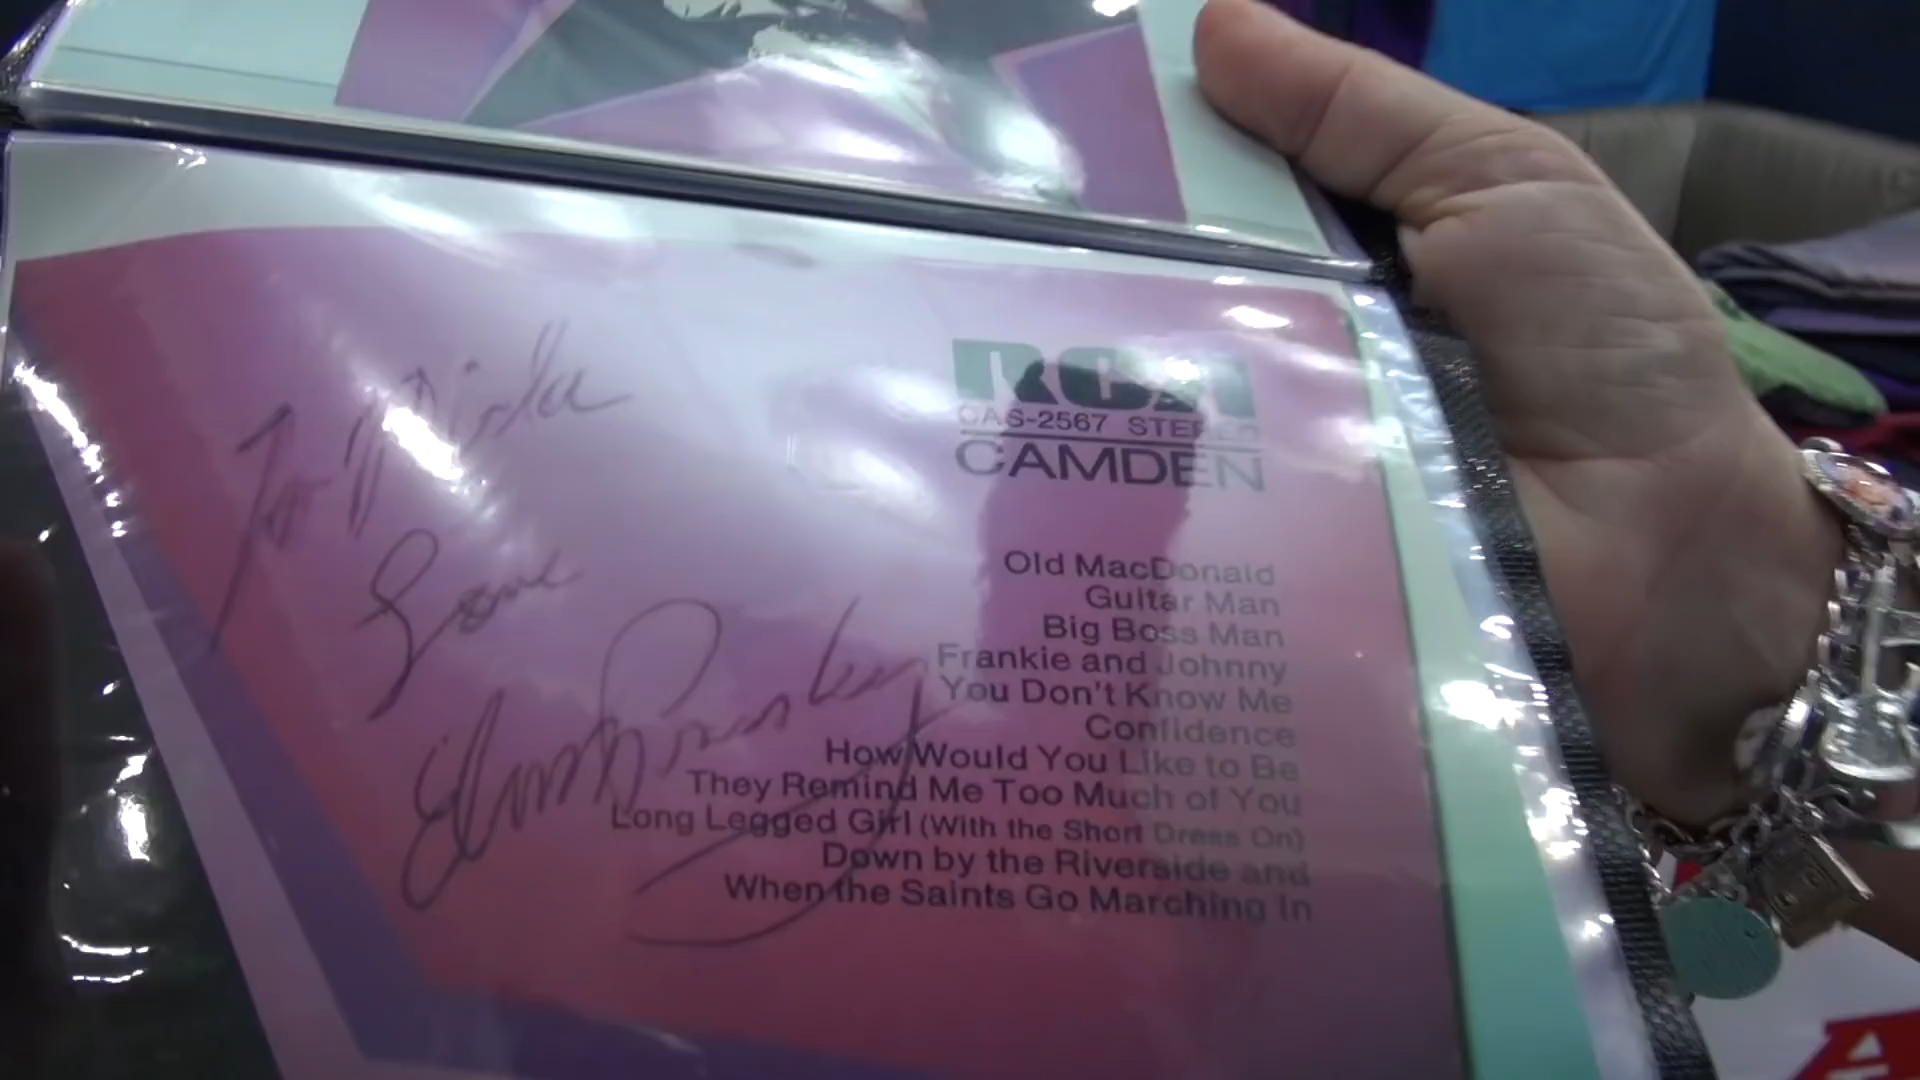 To Nista
Love
Elvis Presley
RCA
CAS-2567 STEREO
CAMDEN
Old MacDonald
Guitar Man
Big Boss Man
Frankie and Johnny
You Don't Know Me
Confidence
How Would You Like to Be
They Remind Me Too Much of You
Long Legged Girl (With the Short Dress On)
Down by the Riverside and
When the Saints Go Marching In